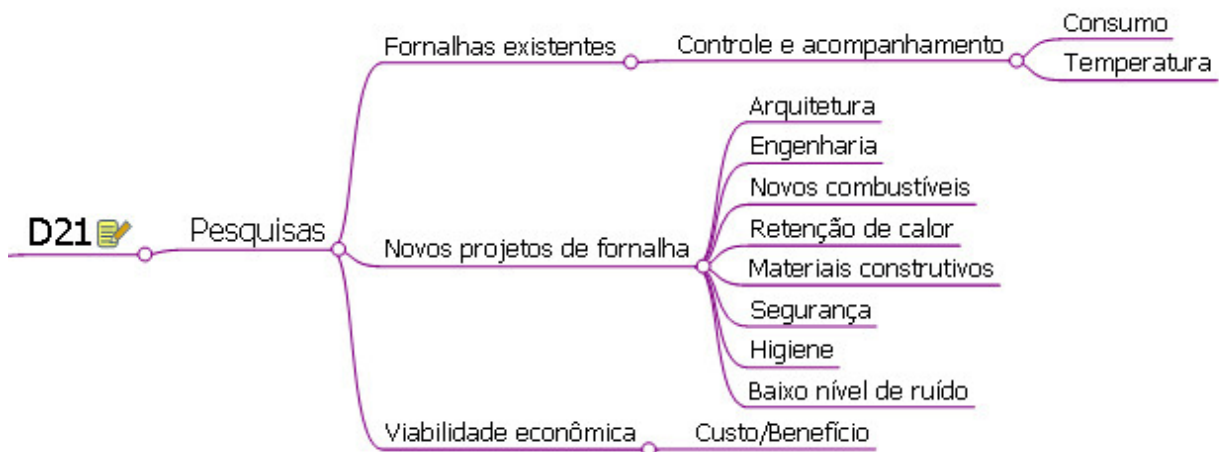 D21
Pesquisas
Fornalhas existentes
Controle e acompanhamento
Consumo
Temperatura
Novos projetos de fornalha
Arquitetura
Engenharia
Novos combustíveis
Retenção de calor
Materiais construtivos
Segurança
Higiene
Baixo nível de ruído
Viabilidade econômica
Custo/Benefício